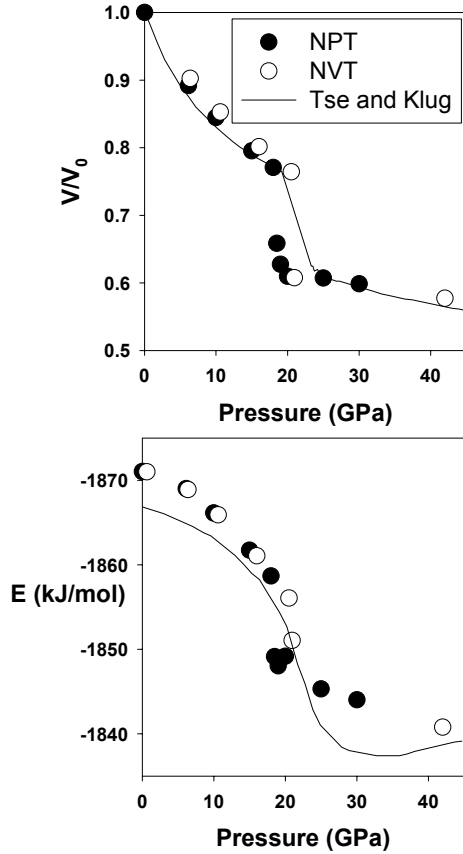 1.0
0.9
0.8
0.7
0.6
0.5
V/V₀
NPT
NVT
Tse and Klug
0 10 20 30 40
Pressure (GPa)
-1870
-1860
-1850
-1840
E (kJ/mol)
0 10 20 30 40
Pressure (GPa)